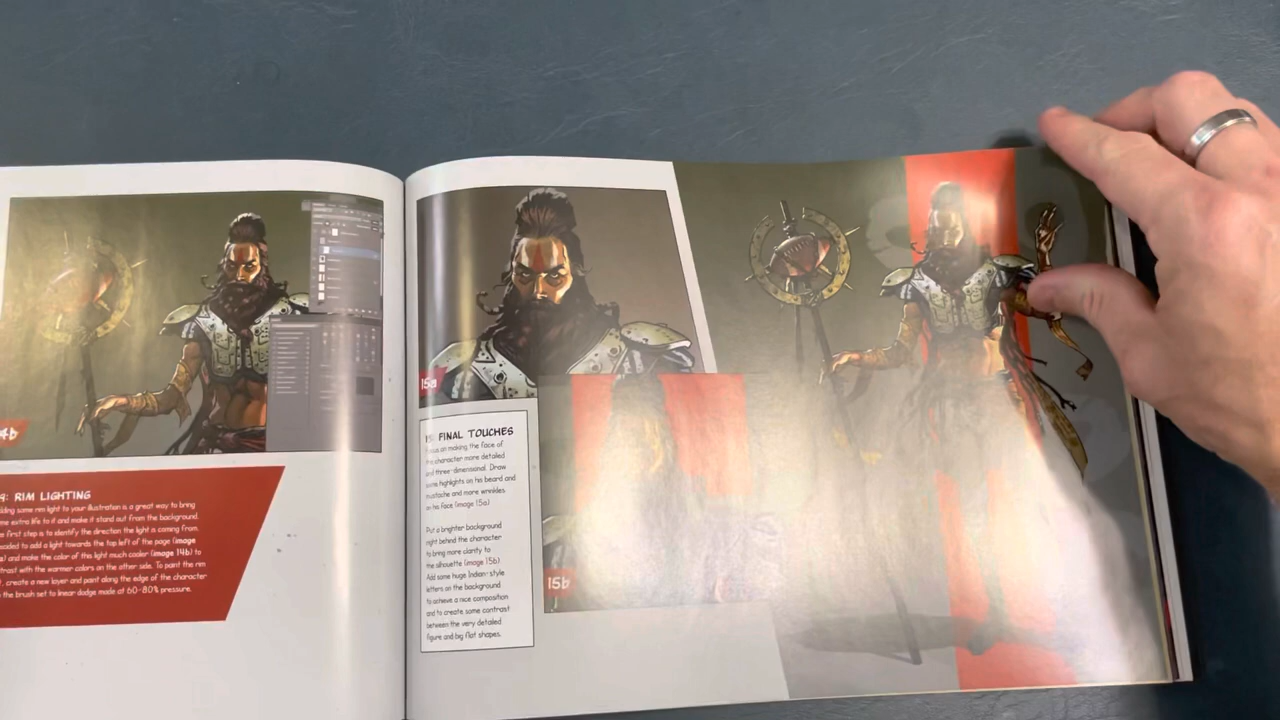 4b
: RIM LIGHTING
lding some rim light to your illustration is a great way to bring
me extra life to it and make it stand out from the background.
e first step is to identify the direction the light is coming from.
eaded to add a light towards the top left of the page (image
) and make the color of this light much cooler (image 14b) to
trast with the warmer colors on the other side. To paint the rim
, create a new layer and paint along the edge of the character
the brush set to linear dodge made at 60-80% pressure.
15a
FINAL TOUCHES
on making the face of
the character more detailed
and three-dimensional. Draw
some highlights on his beard and
mustache and more wrinkles
on his face (image 15a).
Put a brighter background
right behind the character
to bring more clarity to
the silhouette (image 15b).
Add some huge Indian-style
letters on the background
to achieve a nice composition
and to create some contrast
between the very detailed
figure and big flat shapes.
15b